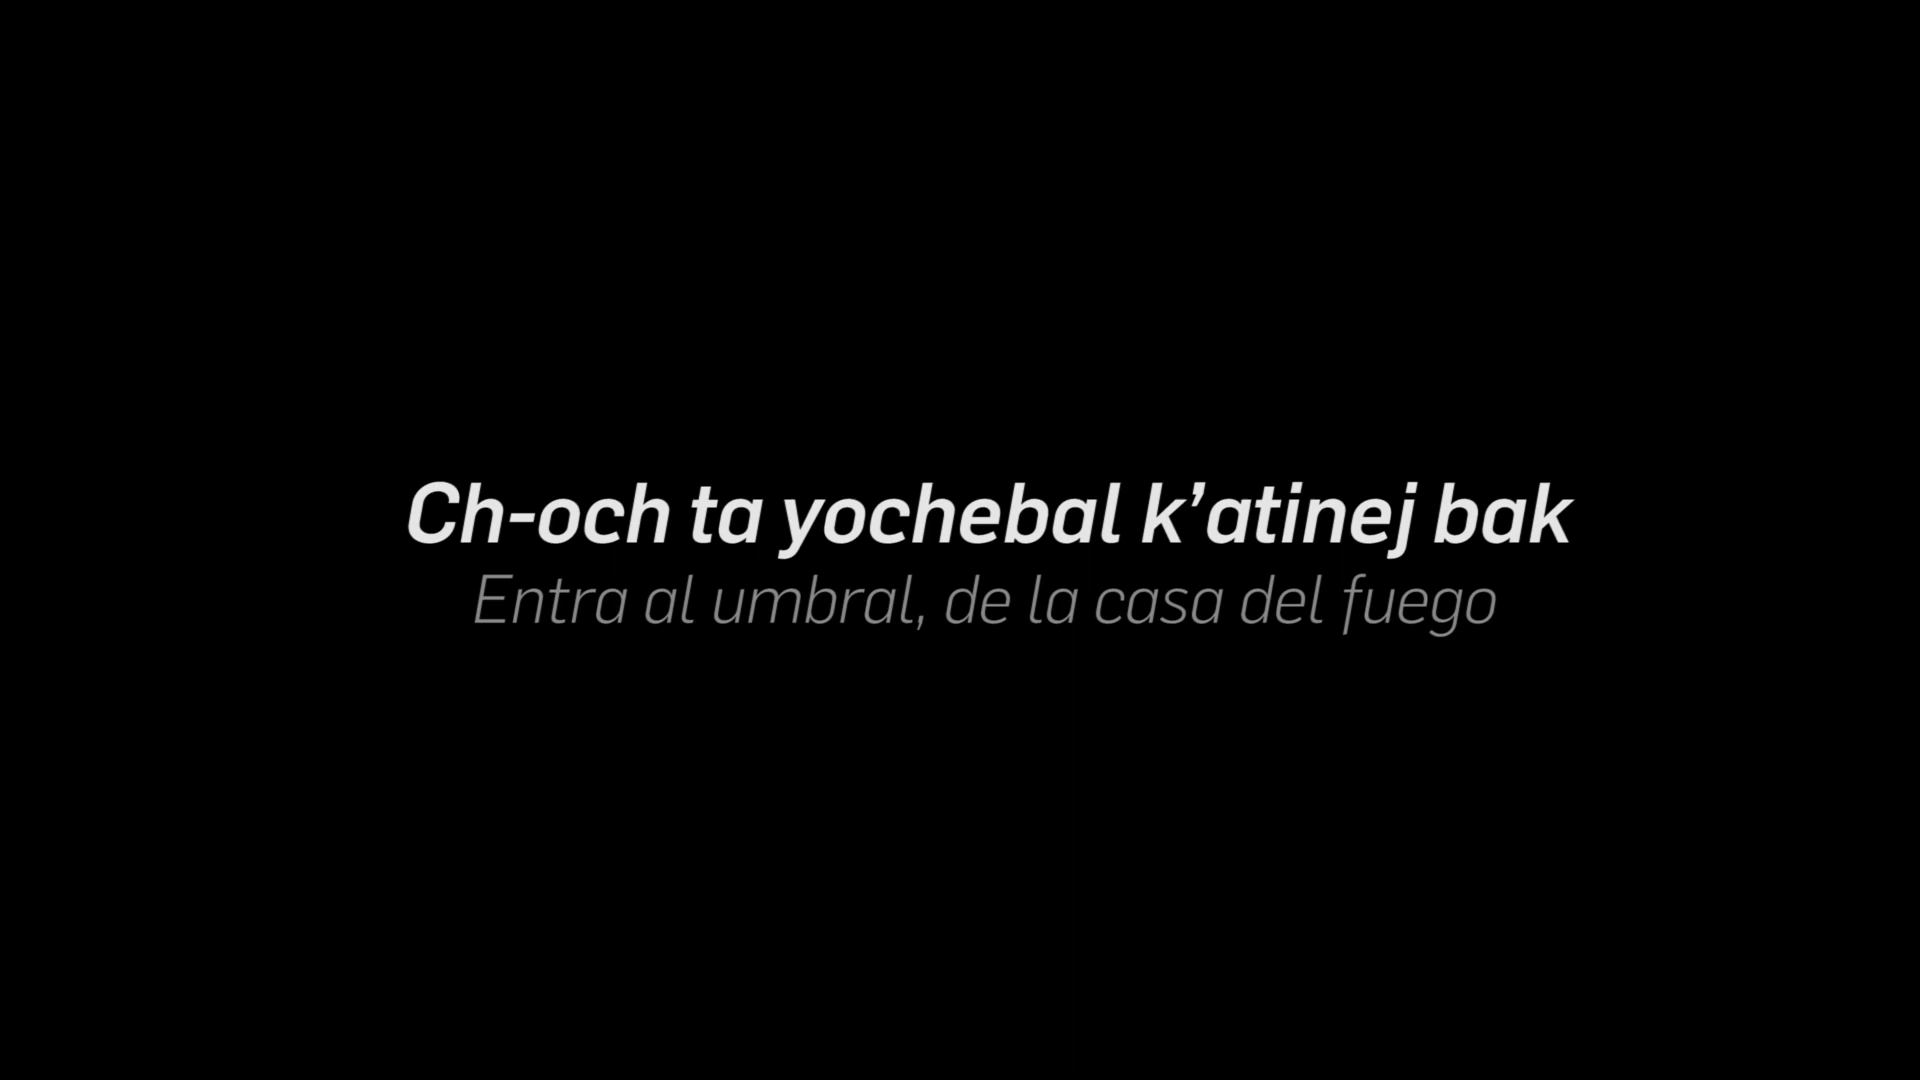 Ch-och ta yochebal k’atinej bak
Entra al umbral, de la casa del fuego